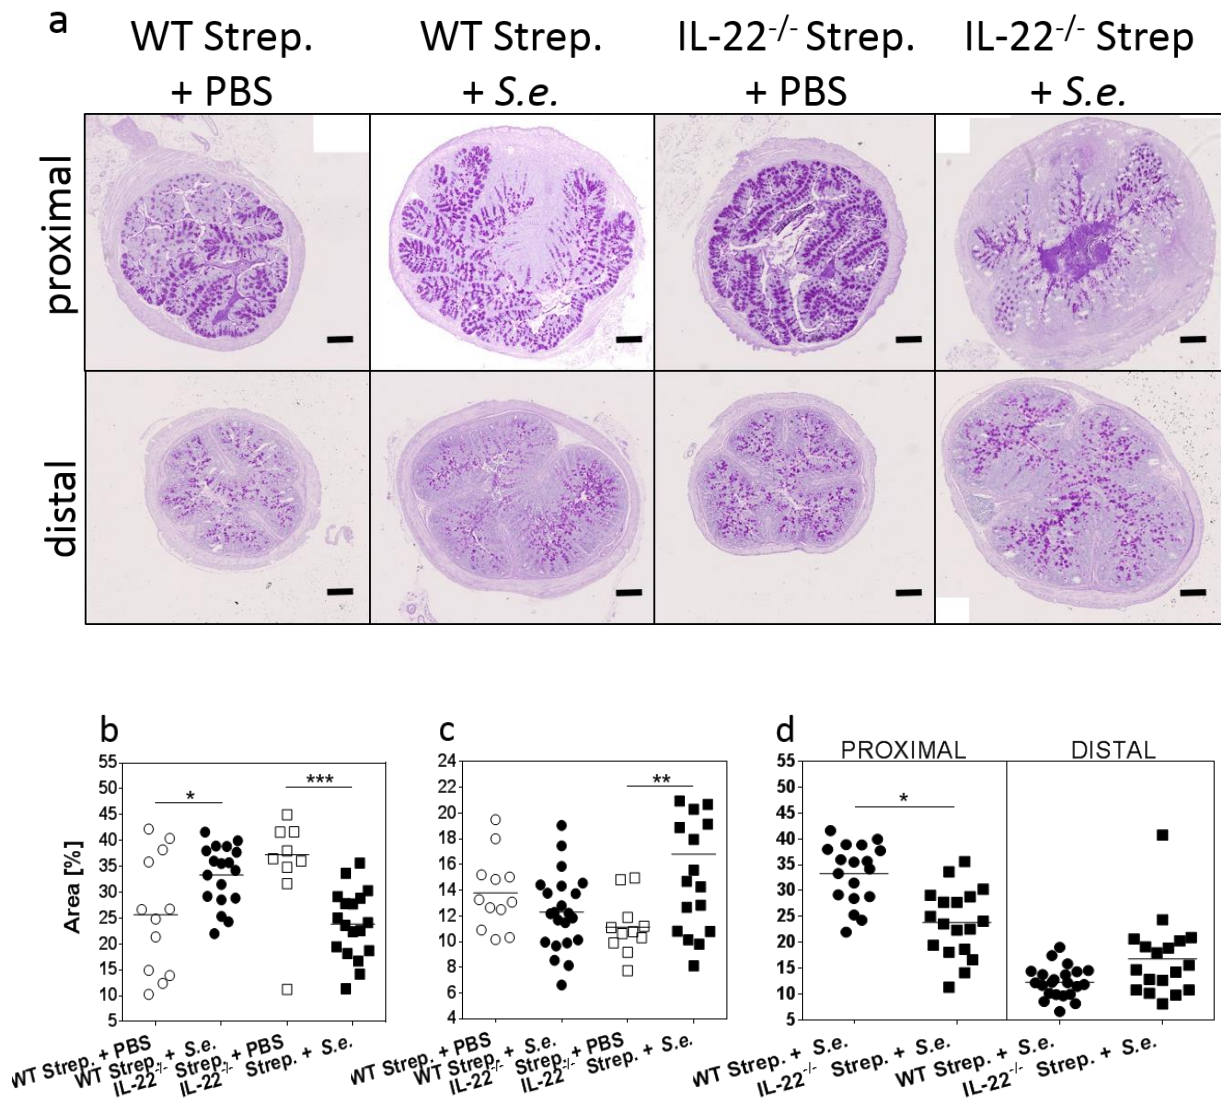 a
WT Strep.
+ PBS
WT Strep.
+ S.e.
IL-22-/- Strep.
+ PBS
IL-22-/- Strep
+ S.e.
proximal
distal
b
Area [%]
55
50
45
40
35
30
25
20
15
10
5
*
***
WT Strep. + PBS
WT Strep. + S.e.
IL-22-/- Strep. + PBS
IL-22-/- Strep. + S.e.
c
24
22
20
18
16
14
12
10
8
6
4
**
WT Strep. + PBS
WT Strep. + S.e.
IL-22-/- Strep. + PBS
IL-22-/- Strep. + S.e.
d
PROXIMAL
DISTAL
55
50
45
40
35
30
25
20
15
10
5
*
WT Strep. + S.e.
IL-22-/- Strep. + S.e.
WT Strep. + S.e.
IL-22-/- Strep. + S.e.